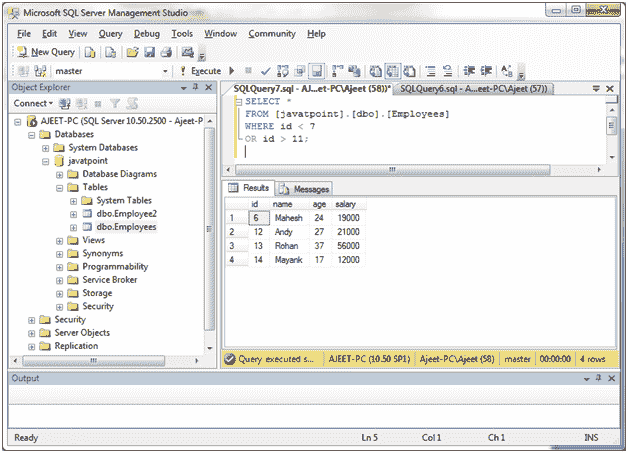 Microsoft SQL Server Management Studio
File Edit View Query Debug Tools Window Community Help
New Query
master Execute
Object Explorer
Connect
AJEET-PC (SQL Server 10.50.2500 - Ajeet-P
Databases
System Databases
javatpoint
Database Diagrams
Tables
System Tables
dbo.Employee2
dbo.Employees
Views
Synonyms
Programmability
Service Broker
Storage
Security
Security
Server Objects
Replication
SQLQuery7.sql - AJ...et-PC\Ajeet (58))* SQLQuery6.sql - A...eet-PC\Ajeet (57))
SELECT *
FROM [javatpoint].[dbo].[Employees]
WHERE id < 7
OR id > 11;
Results Messages
id name age salary
1 6 Mahesh 24 19000
2 12 Andy 27 21000
3 13 Rohan 37 56000
4 14 Mayank 17 12000
Query executed s... AJEET-PC (10.50 SP1) Ajeet-PC\Ajeet (58) master 00:00:00 4 rows
Output
Ready Ln 5 Col 1 Ch 1 INS